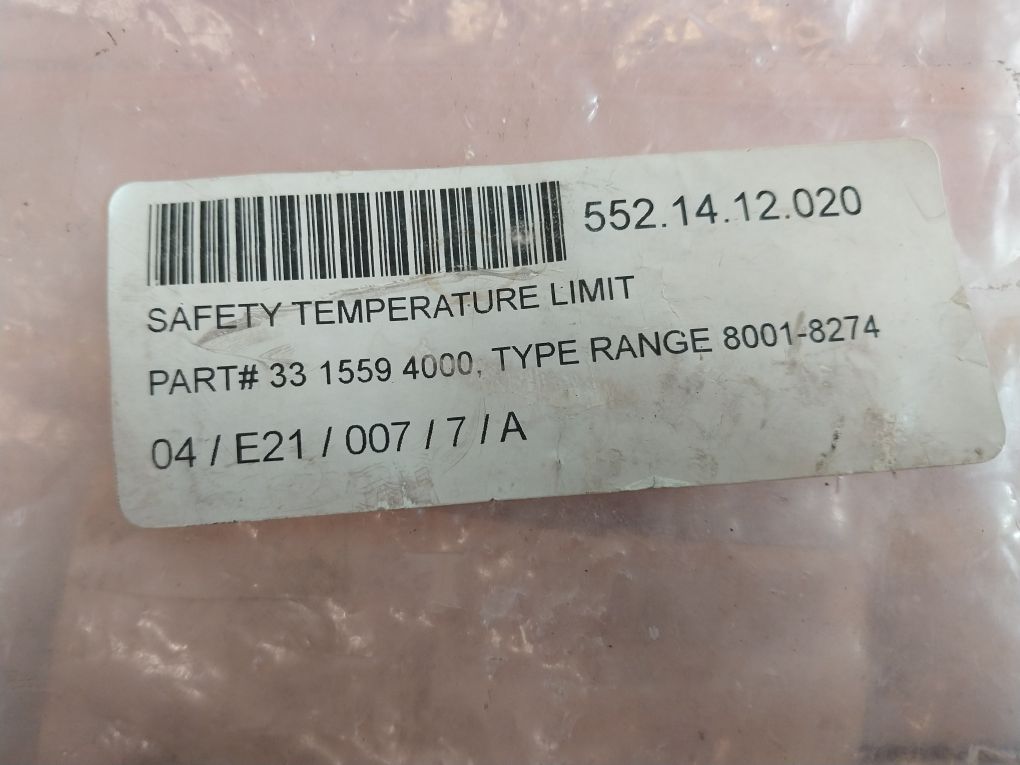 552.14.12.020
SAFETY TEMPERATURE LIMIT
PART# 33 1559 4000, TYPE RANGE 8001-8274
04 / E21 / 007 / 7 / A